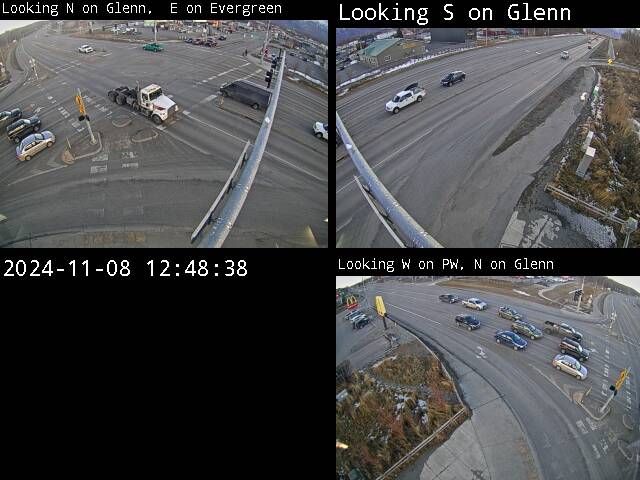 Looking N on Glenn,  E on Evergreen
Looking S on Glenn
2024-11-08 12:48:38
Looking W on PW, N on Glenn